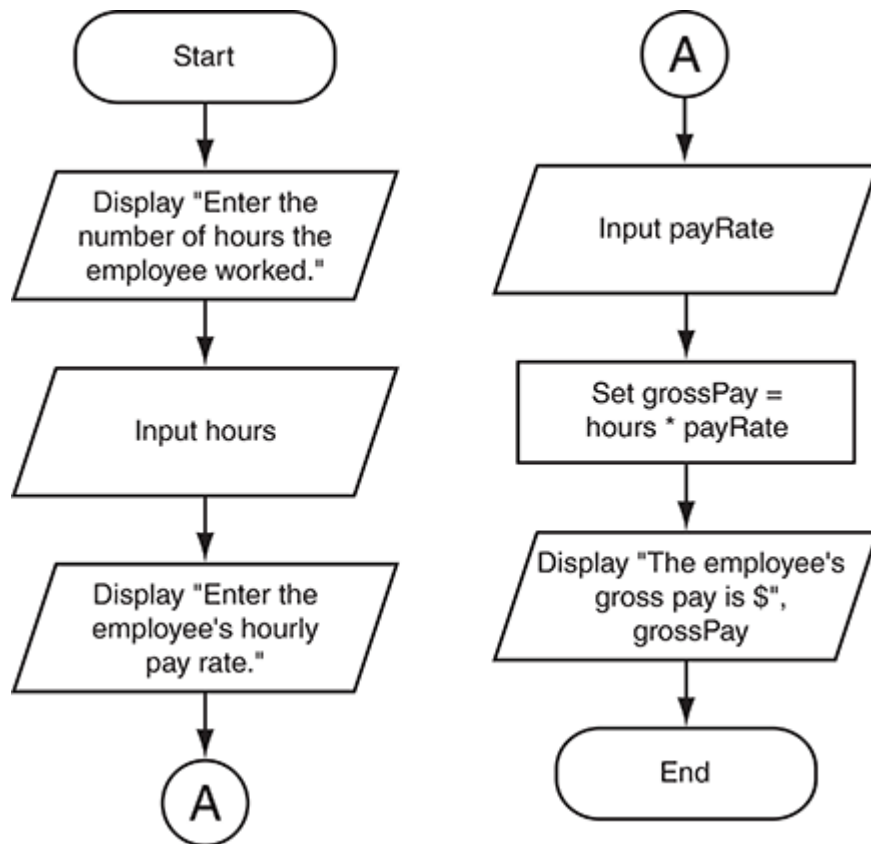 Start
Display "Enter the
number of hours the
employee worked."
Input hours
Display "Enter the
employee's hourly
pay rate."
A
A
Input payRate
Set grossPay =
hours * payRate
Display "The employee's
gross pay is $",
grossPay
End